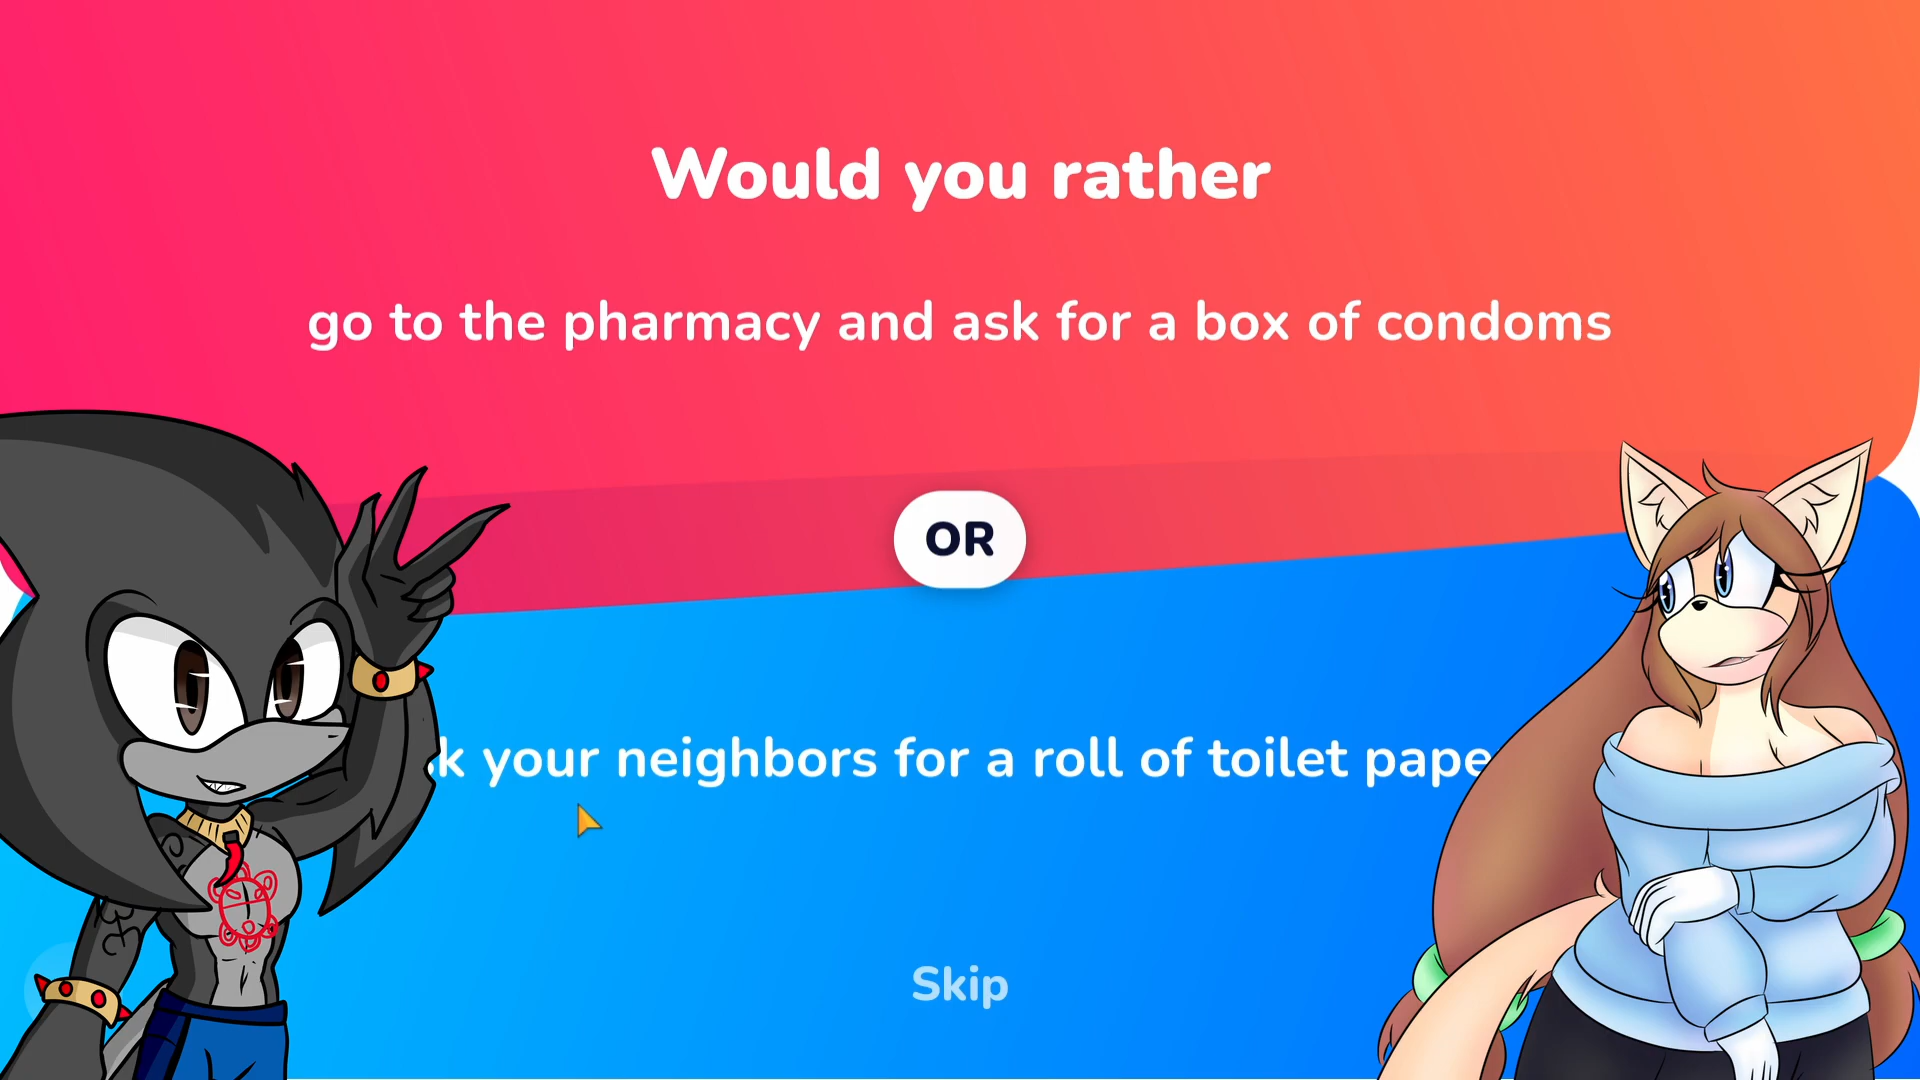 Would you rather
go to the pharmacy and ask for a box of condoms
OR
your neighbors for a roll of toilet
Skip